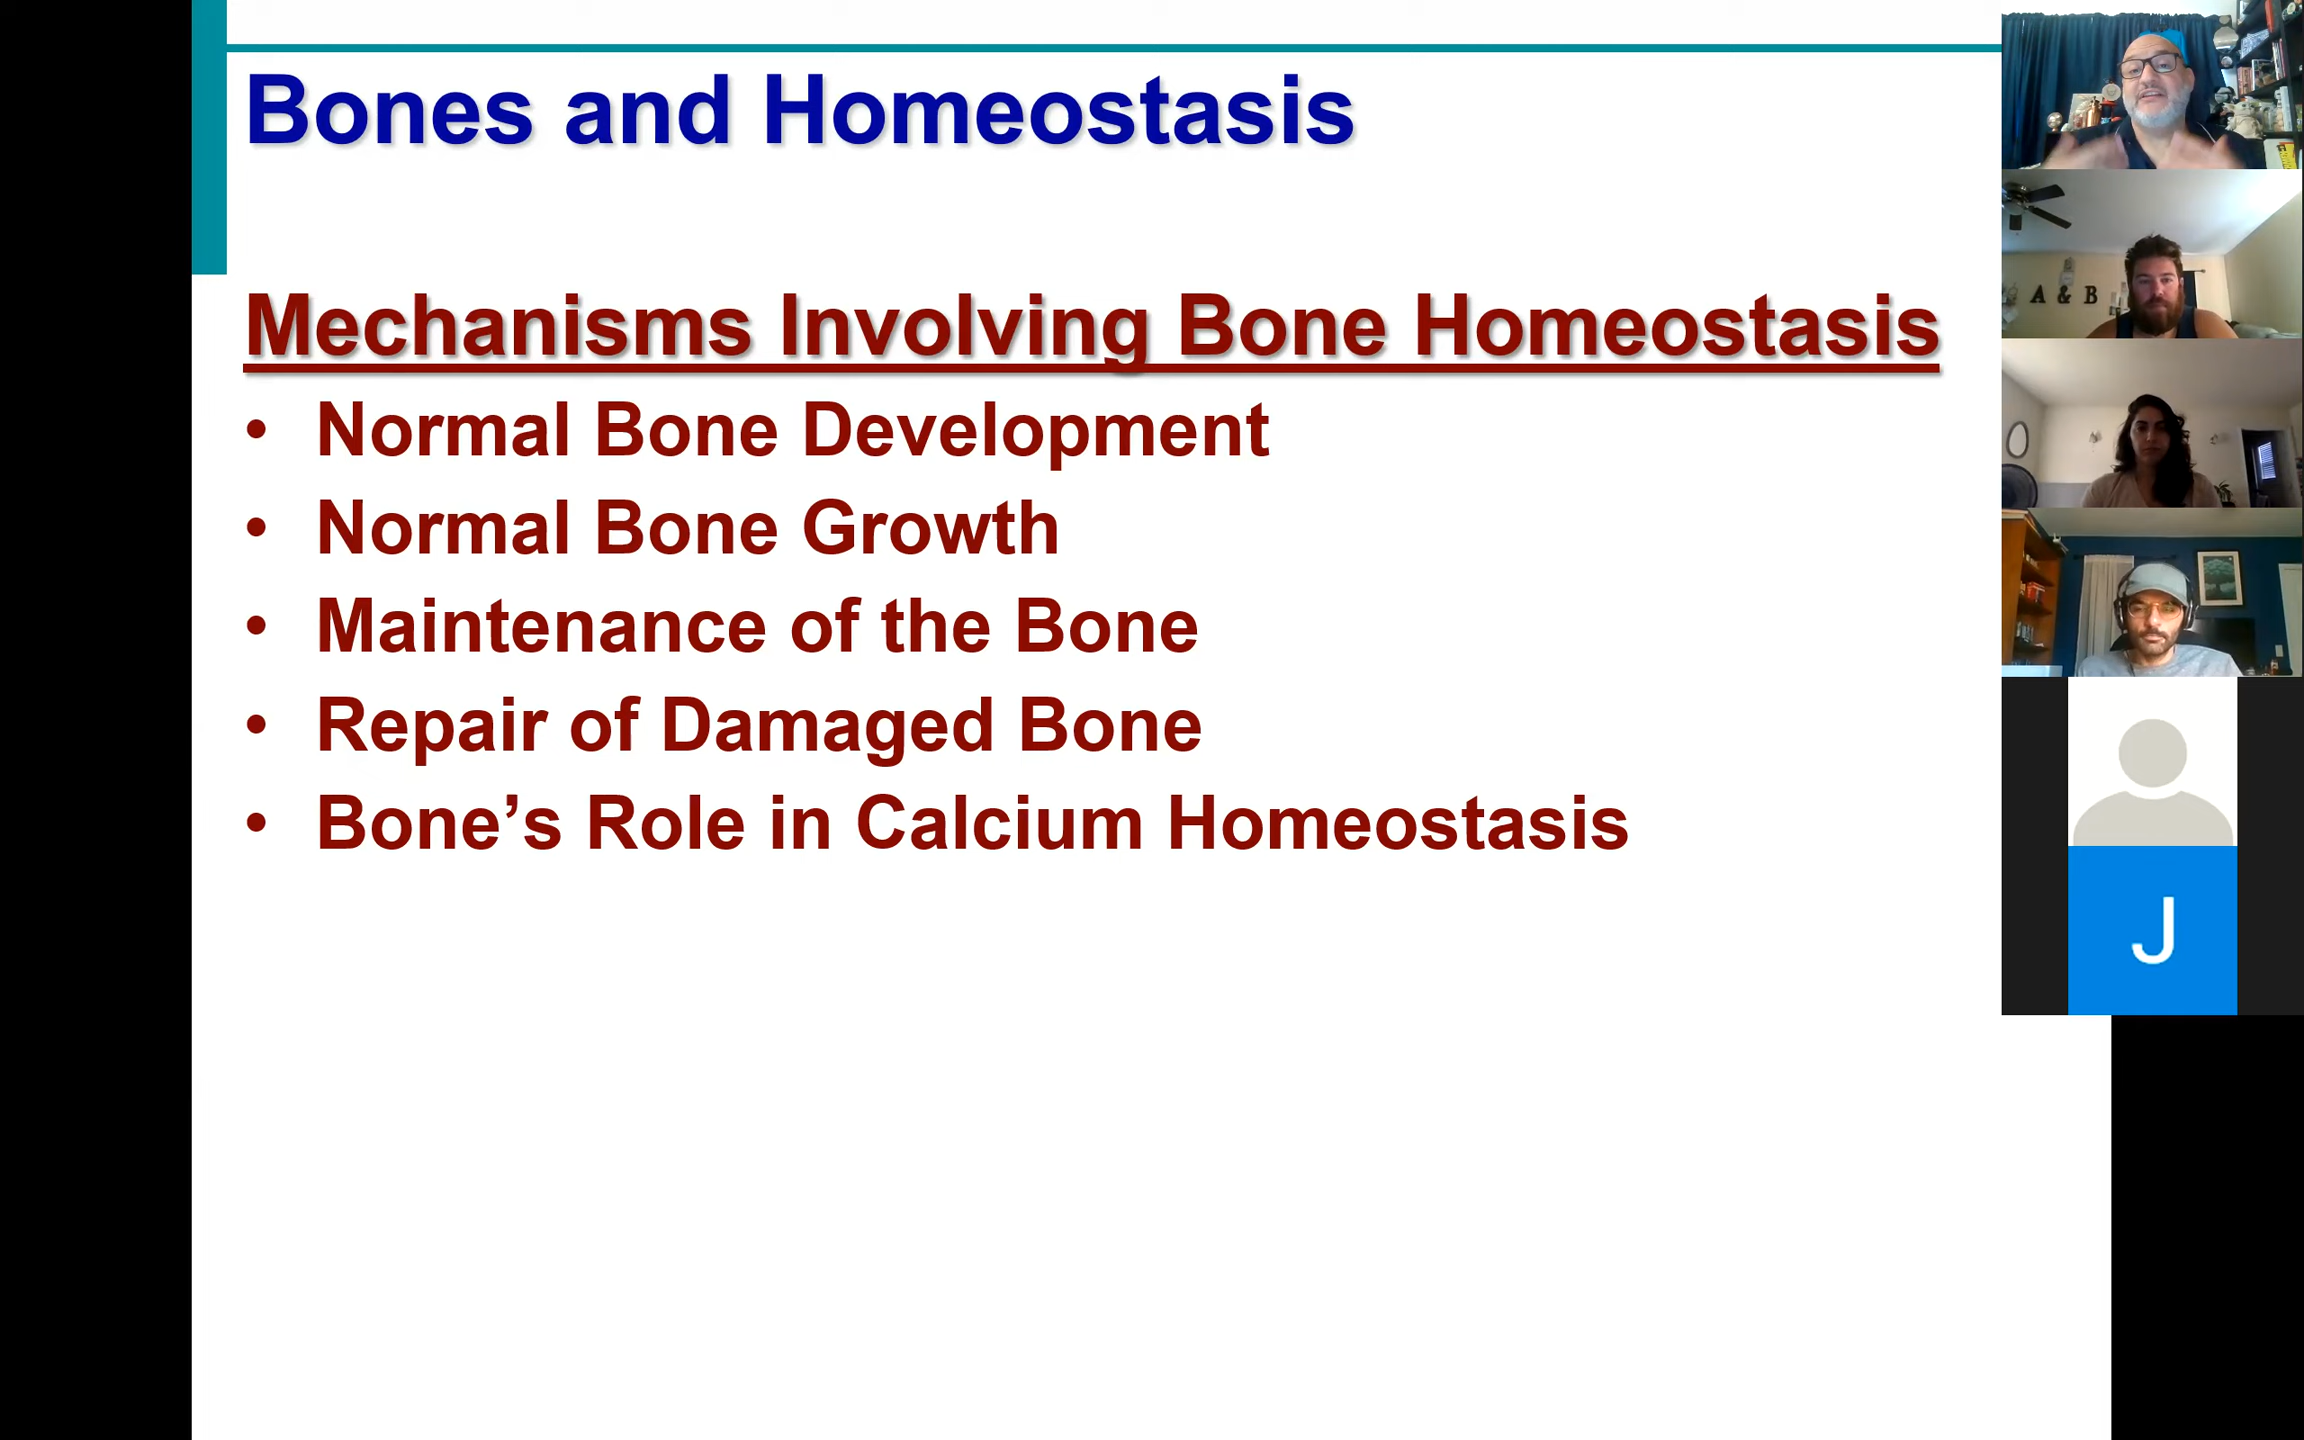 Bones and Homeostasis
Mechanisms Involving Bone Homeostasis
• Normal Bone Development
• Normal Bone Growth
• Maintenance of the Bone
• Repair of Damaged Bone
• Bone’s Role in Calcium Homeostasis
A & B
J